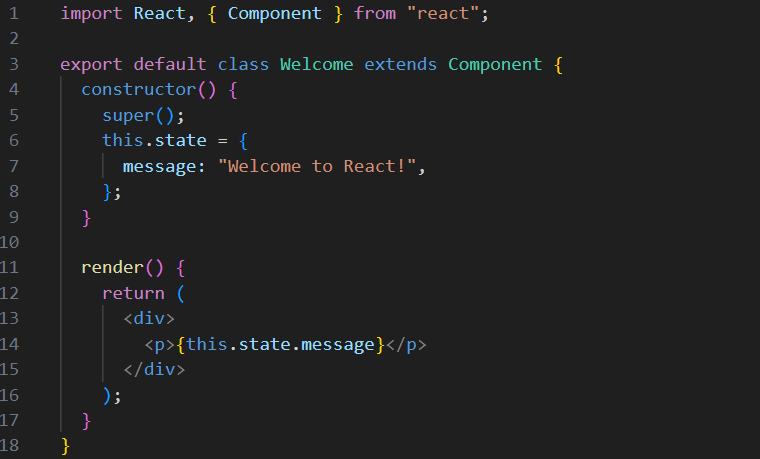 1 import React, { Component } from "react";
2
3 export default class Welcome extends Component {
4   constructor() {
5     super();
6     this.state = {
7       message: "Welcome to React!",
8     };
9   }
10
11   render() {
12     return (
13       <div>
14         <p>{this.state.message}</p>
15       </div>
16     );
17   }
18 }